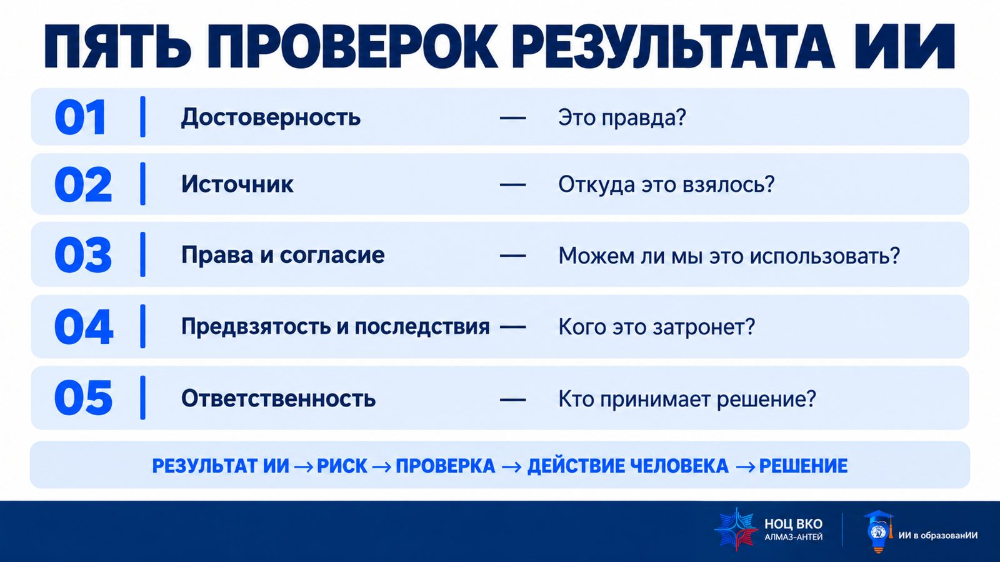 ПЯТЬ ПРОВЕРОК РЕЗУЛЬТАТА ИИ
01 Достоверность — Это правда?
02 Источник — Откуда это взялось?
03 Права и согласие — Можем ли мы это использовать?
04 Предвзятость и последствия — Кого это затронет?
05 Ответственность — Кто принимает решение?
РЕЗУЛЬТАТ ИИ → РИСК → ПРОВЕРКА → ДЕЙСТВИЕ ЧЕЛОВЕКА → РЕШЕНИЕ
НОЦ ВКО
АЛМАЗ-АНТЕЙ
ИИ в образованИИ